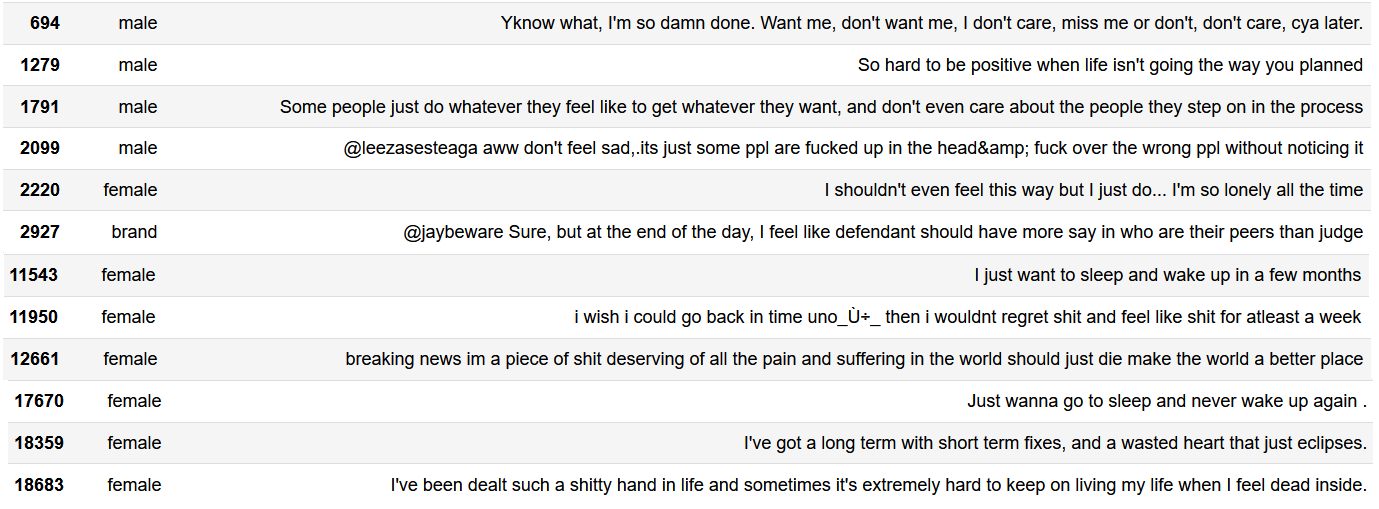 694 male Yknow what, I'm so damn done. Want me, don't want me, I don't care, miss me or don't, don't care, cya later.
1279 male So hard to be positive when life isn't going the way you planned
1791 male Some people just do whatever they feel like to get whatever they want, and don't even care about the people they step on in the process
2099 male @leezasesteaga aww don't feel sad,.its just some ppl are fucked up in the head&amp; fuck over the wrong ppl without noticing it
2220 female I shouldn't even feel this way but I just do... I'm so lonely all the time
2927 brand @jaybeware Sure, but at the end of the day, I feel like defendant should have more say in who are their peers than judge
11543 female I just want to sleep and wake up in a few months
11950 female i wish i could go back in time uno_Ù÷_ then i wouldnt regret shit and feel like shit for atleast a week
12661 female breaking news im a piece of shit deserving of all the pain and suffering in the world should just die make the world a better place
17670 female Just wanna go to sleep and never wake up again .
18359 female I've got a long term with short term fixes, and a wasted heart that just eclipses.
18683 female I've been dealt such a shitty hand in life and sometimes it's extremely hard to keep on living my life when I feel dead inside.